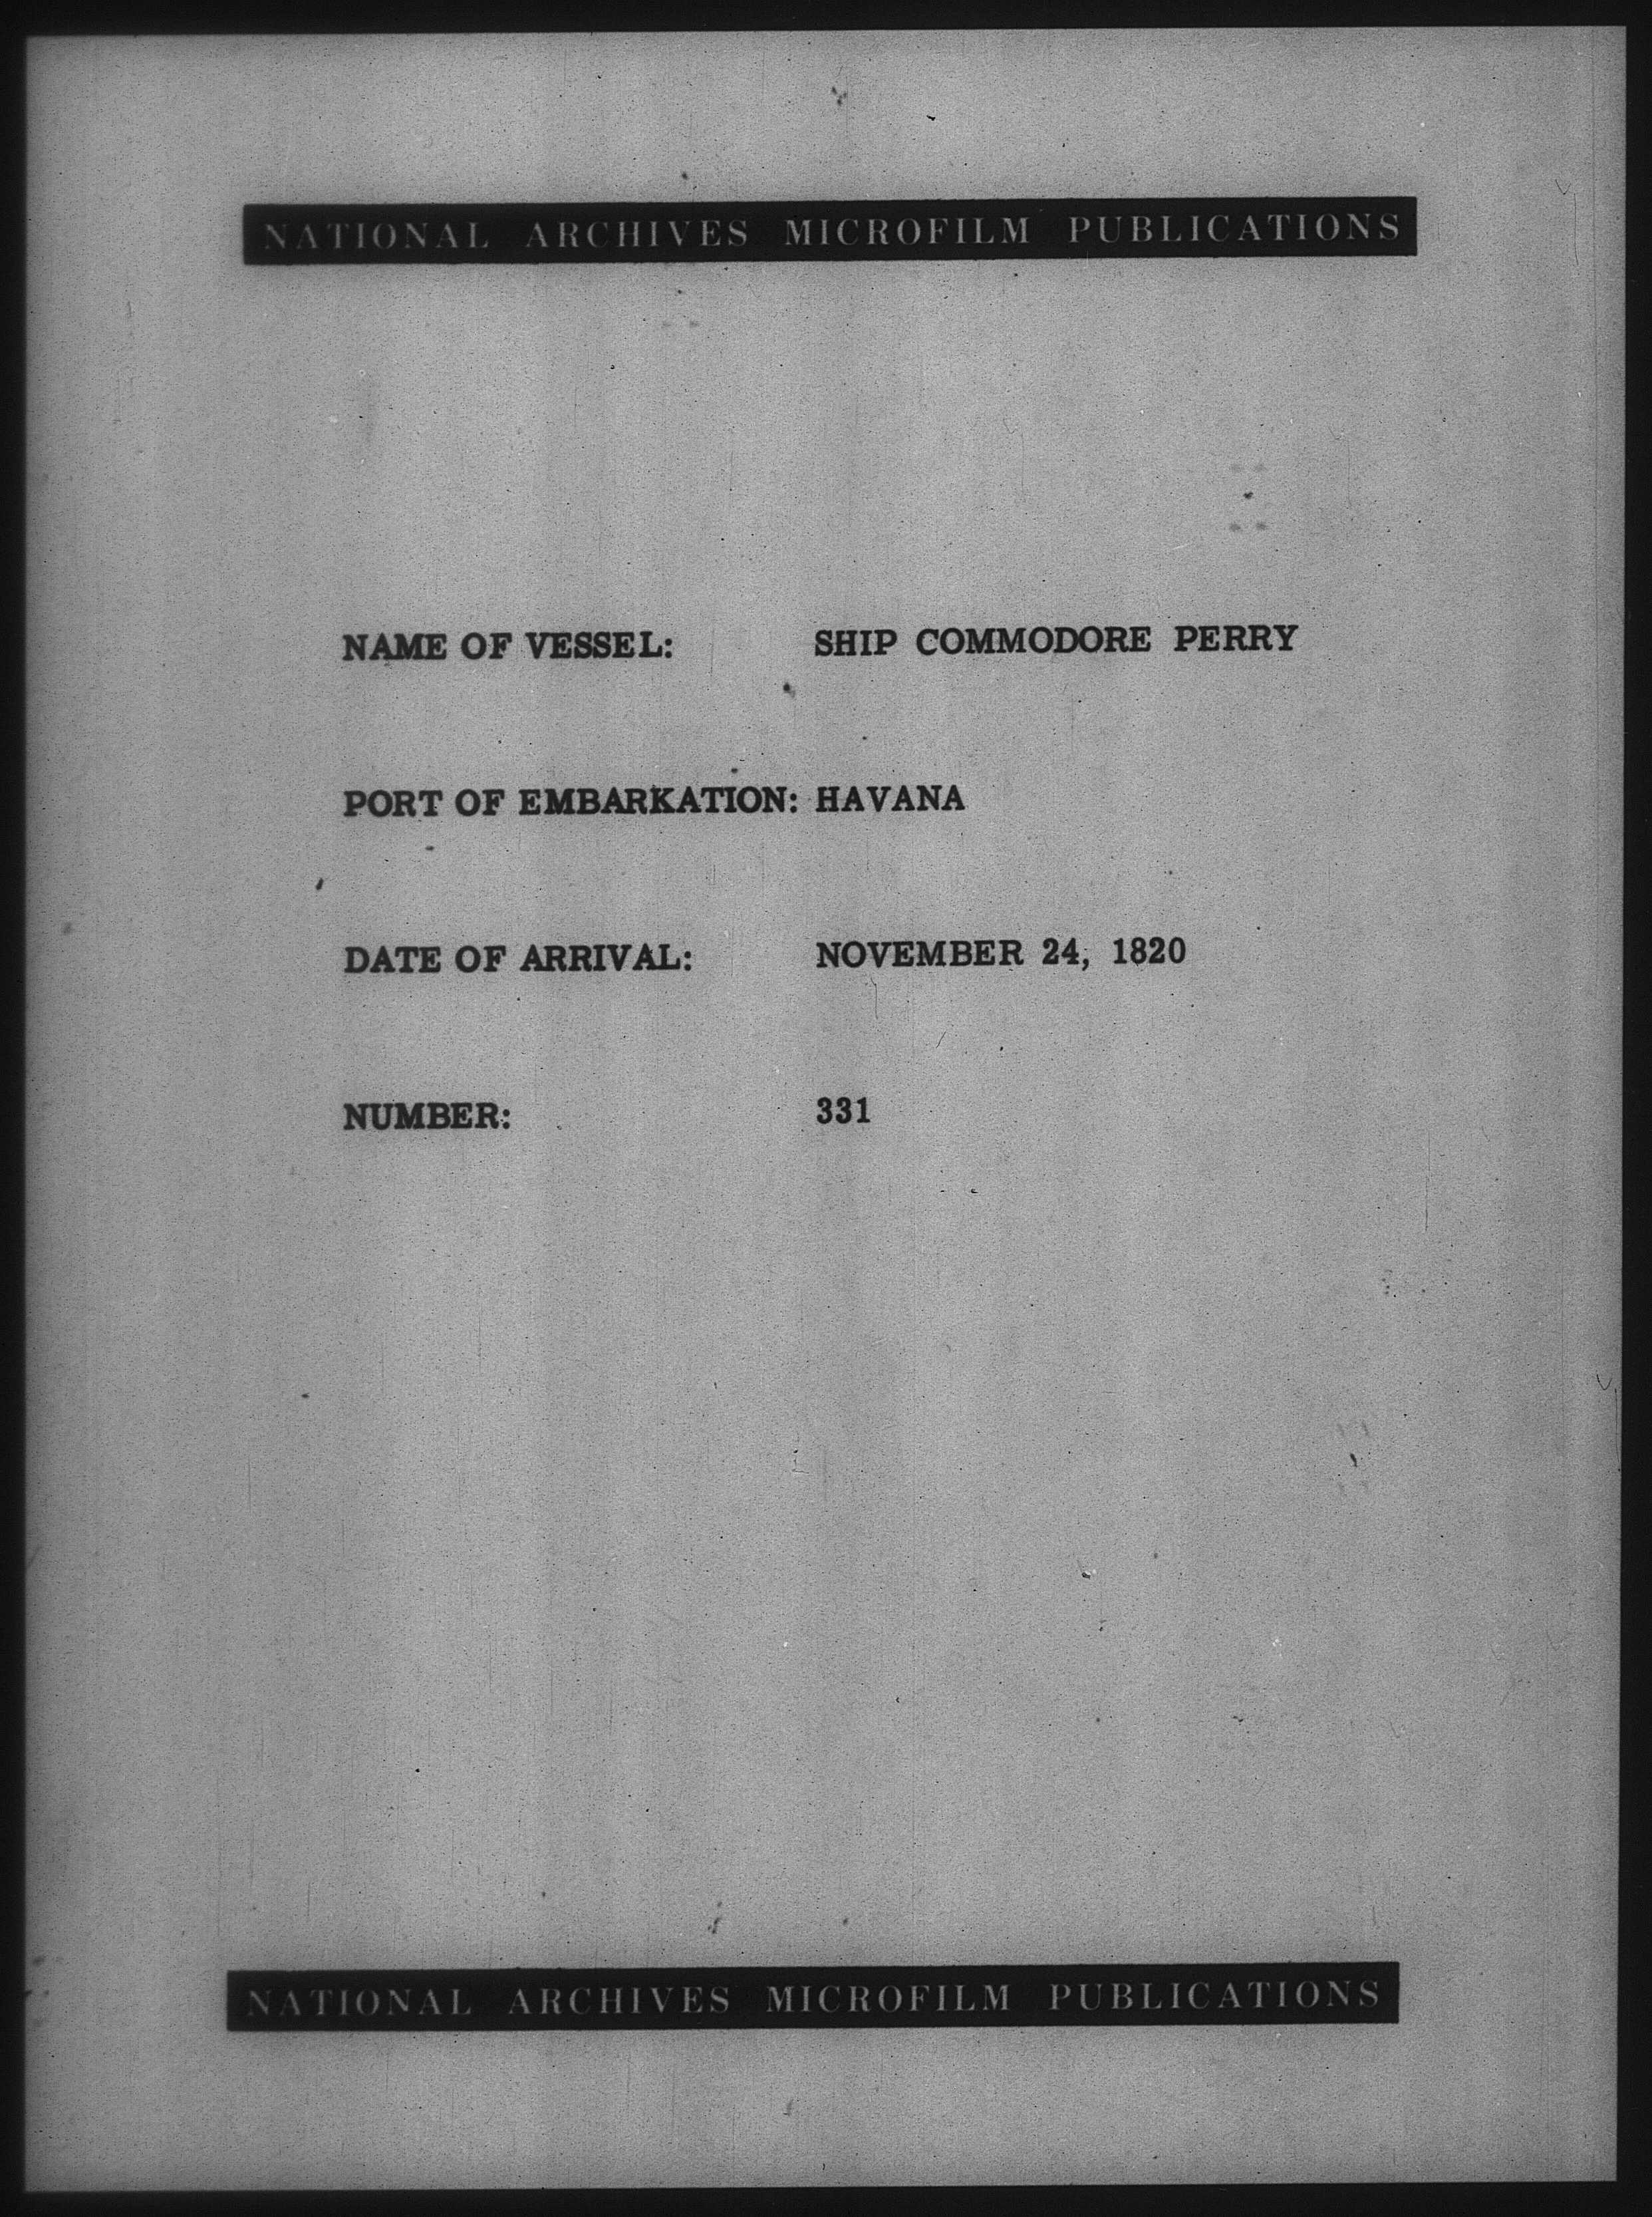 NATIONAL ARCHIVES MICROFILM PUBLICATIONS
NAME OF VESSEL: SHIP COMMODORE PERRY
PORT OF EMBARKATION: HAVANA
DATE OF ARRIVAL: NOVEMBER 24, 1820
NUMBER: 331
NATIONAL ARCHIVES MICROFILM PUBLICATIONS